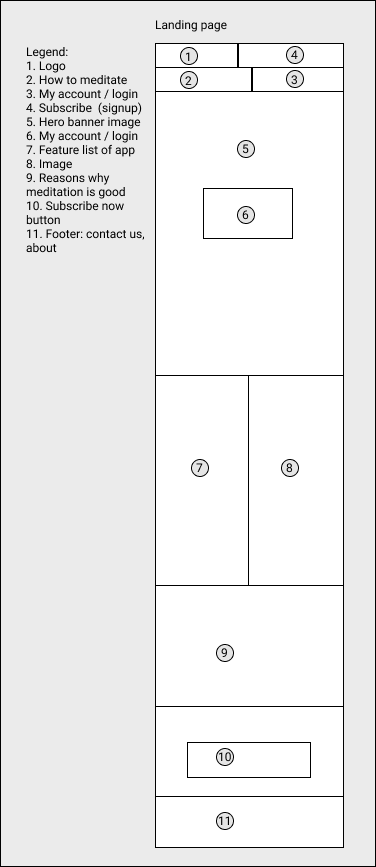 Landing page
Legend:
1. Logo
2. How to meditate
3. My account / login
4. Subscribe (signup)
5. Hero banner image
6. My account / login
7. Feature list of app
8. Image
9. Reasons why
meditation is good
10. Subscribe now
button
11. Footer: contact us,
about
1
4
2
3
5
6
7
8
9
10
11